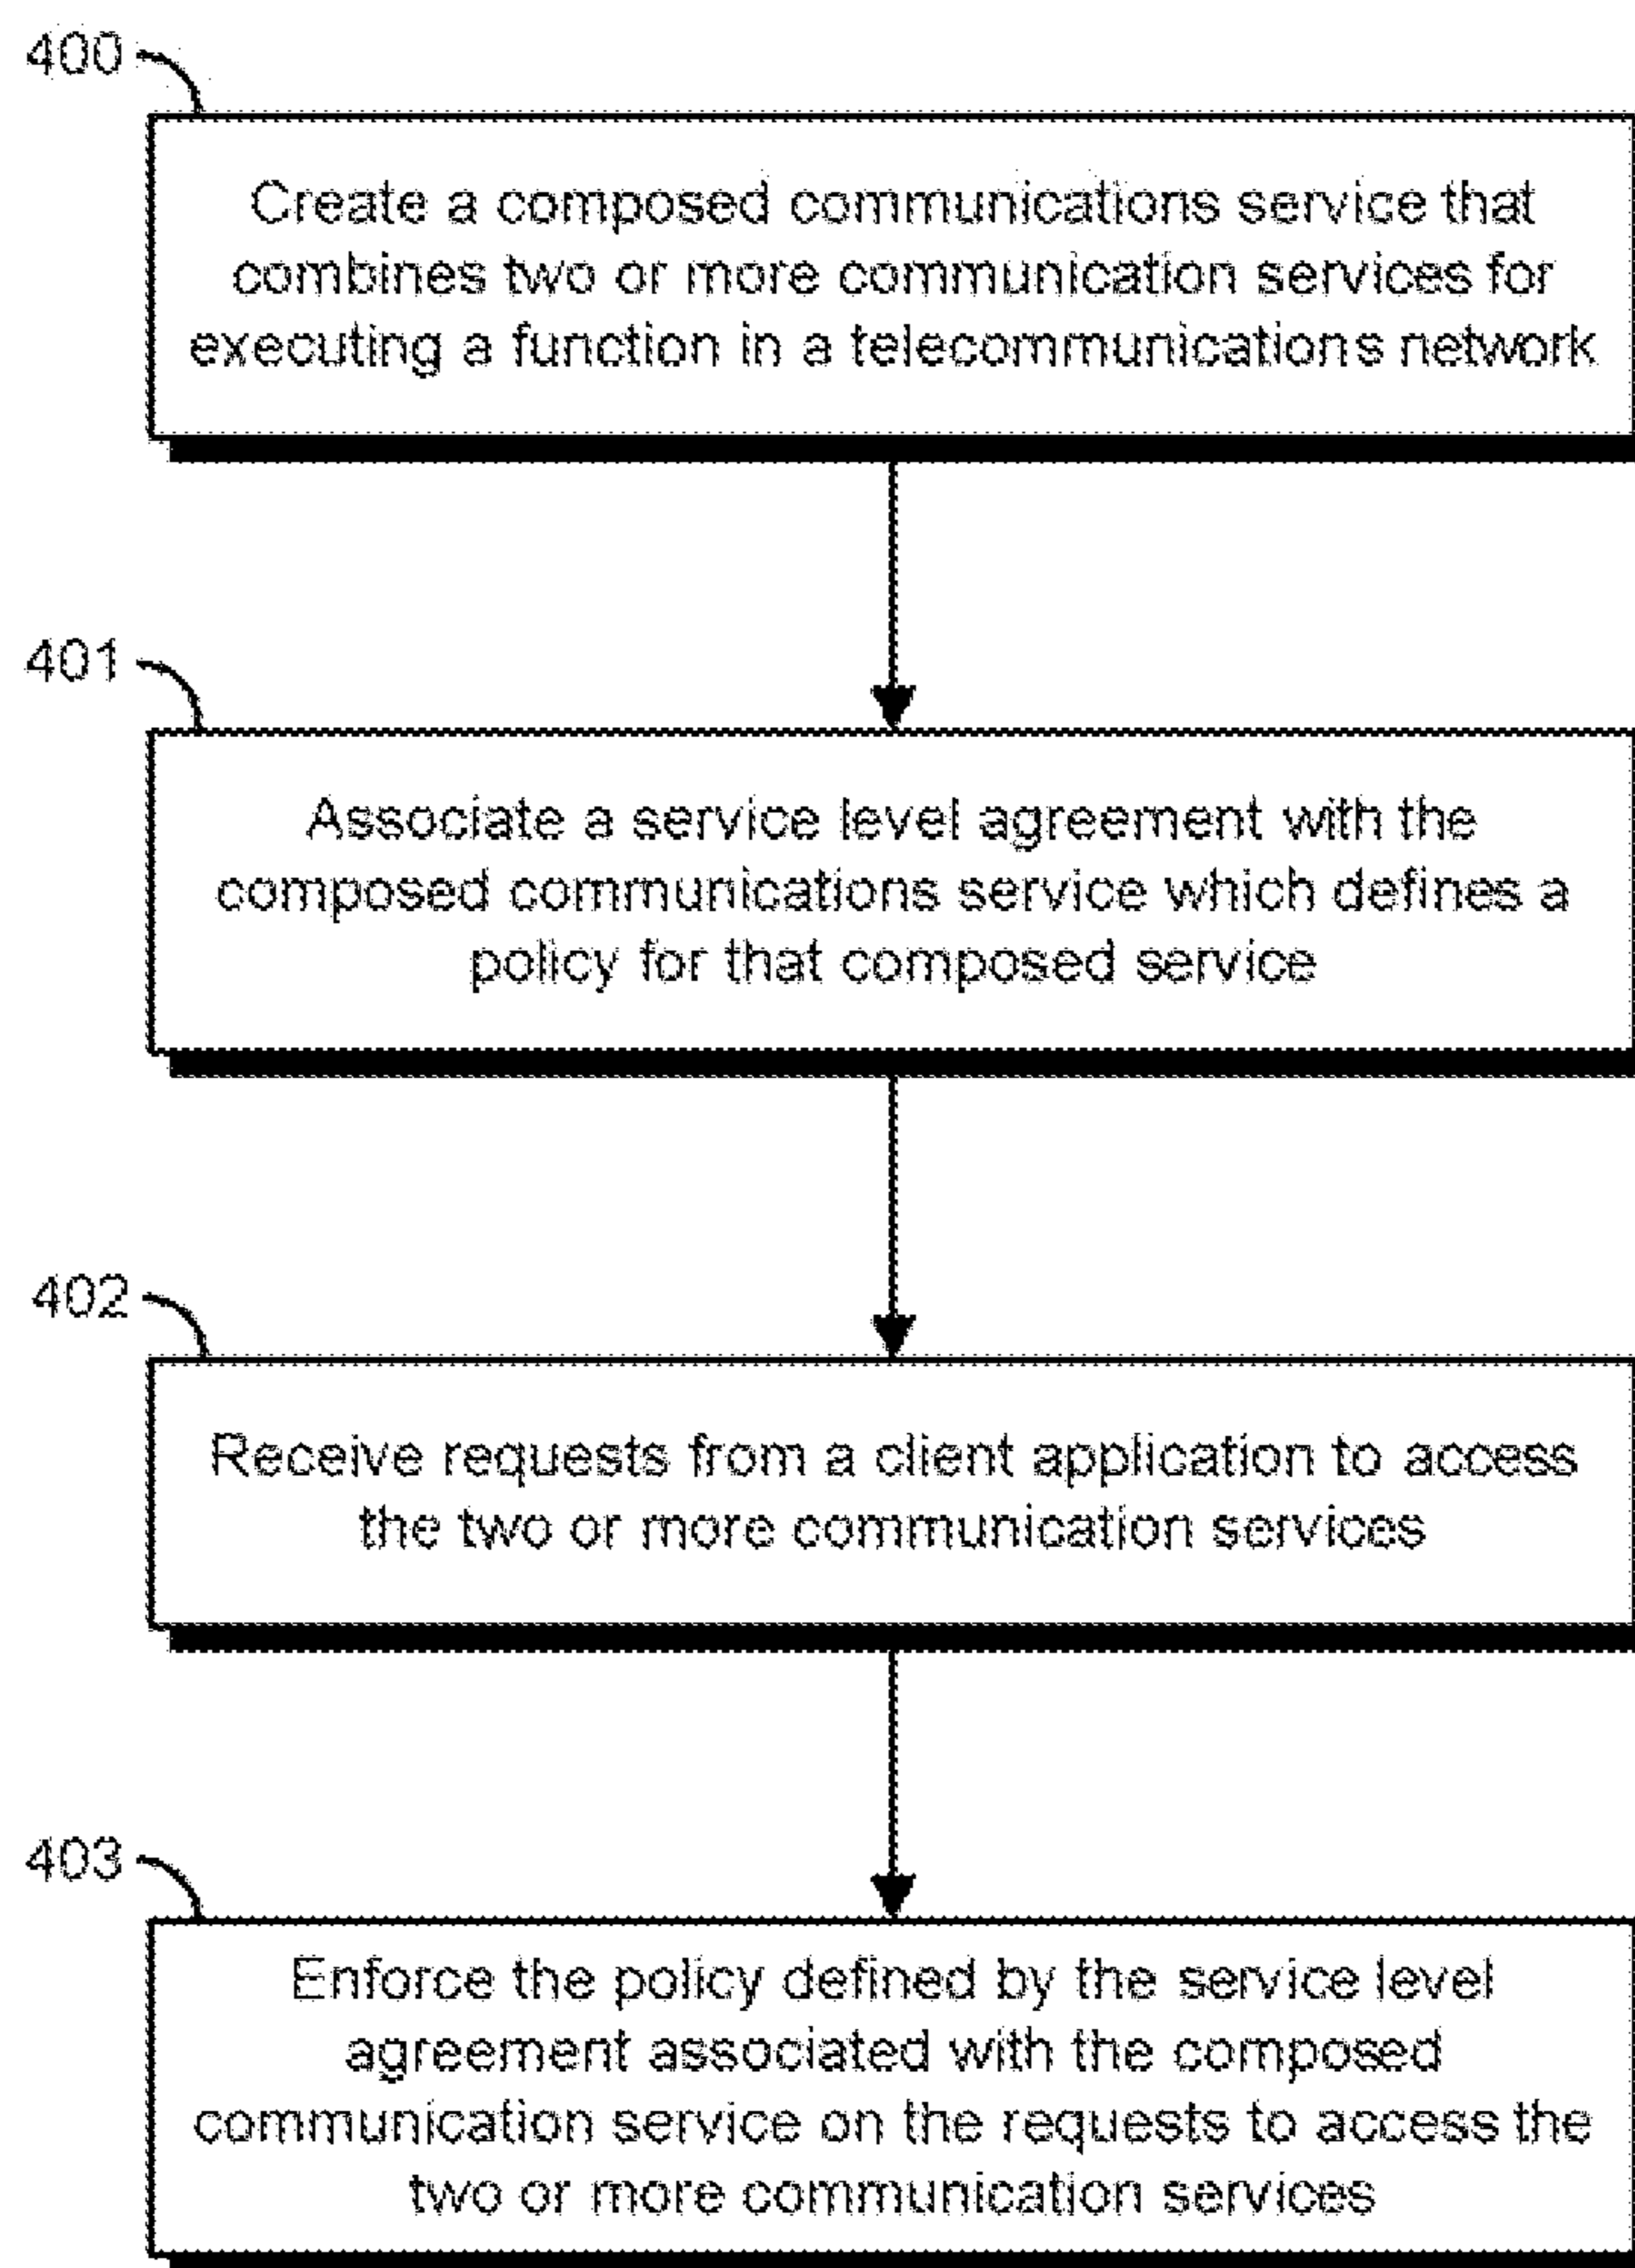 400
Create a composed communications service that
combines two or more communication services for
executing a function in a telecommunications network
401
Associate a service level agreement with the
composed communications service which defines a
policy for that composed service
402
Receive requests from a client application to access
the two or more communication services
403
Enforce the policy defined by the service level
agreement associated with the composed
communication service on the requests to access the
two or more communication services